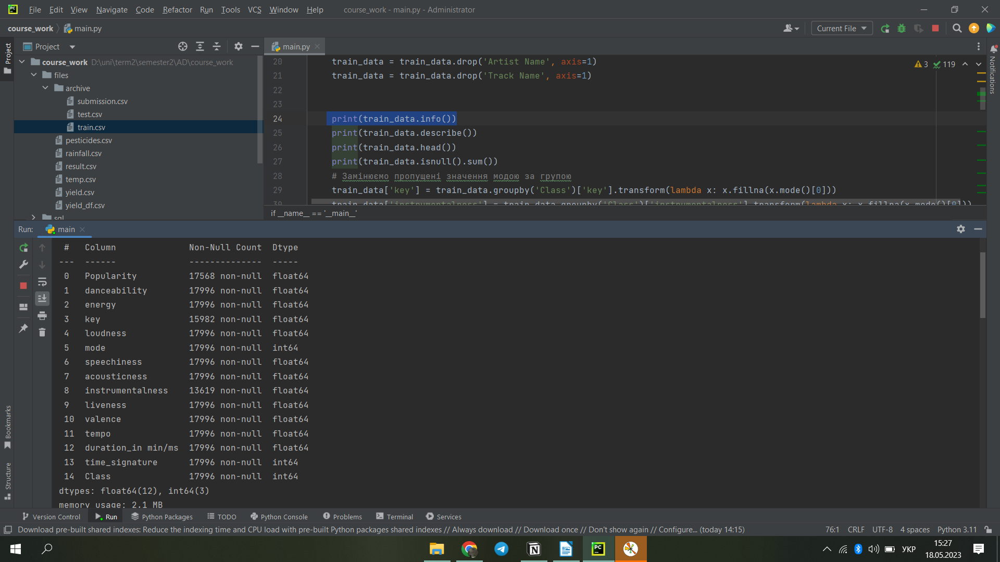 File Edit View Navigate Code Refactor Run Tools VCS Window Help course_work - main.py - Administrator
course_work main.py Current File
Project
main.py
course_work D:\uni\term2\semester2\AD\course_work
files
archive
submission.csv
test.csv
train.csv
pesticides.csv
rainfall.csv
result.csv
temp.csv
yield.csv
yield_df.csv
sql
Project
Bookmarks
Structure
Notifications
3 119
20 train_data = train_data.drop('Artist Name', axis=1)
21 train_data = train_data.drop('Track Name', axis=1)
22
23
24 print(train_data.info())
25 print(train_data.describe())
26 print(train_data.head())
27 print(train_data.isnull().sum())
28 # Замінюємо пропущені значення модою за групою
29 train_data['key'] = train_data.groupby('Class')['key'].transform(lambda x: x.fillna(x.mode()[0]))
30 train_data['instrumentalness'] = train_data.groupby('Class')['instrumentalness'].transform(lambda x: x.fillna(x.mode()[0]))
if __name__ == '__main__'
Run: main
# Column Non-Null Count Dtype
--- ------ -------------- -----
0 Popularity 17568 non-null float64
1 danceability 17996 non-null float64
2 energy 17996 non-null float64
3 key 15982 non-null float64
4 loudness 17996 non-null float64
5 mode 17996 non-null int64
6 speechiness 17996 non-null float64
7 acousticness 17996 non-null float64
8 instrumentalness 13619 non-null float64
9 liveness 17996 non-null float64
10 valence 17996 non-null float64
11 tempo 17996 non-null float64
12 duration_in min/ms 17996 non-null float64
13 time_signature 17996 non-null int64
14 Class 17996 non-null int64
dtypes: float64(12), int64(3)
memory usage: 2.1 MB
Version Control Run Python Packages TODO Python Console Problems Terminal Services
Download pre-built shared indexes: Reduce the indexing time and CPU load with pre-built Python packages shared indexes // Always download // Download once // Don't show again // Configure... (today 14:15) 76:1 CRLF UTF-8 4 spaces Python 3.11
УКР
15:27
18.05.2023